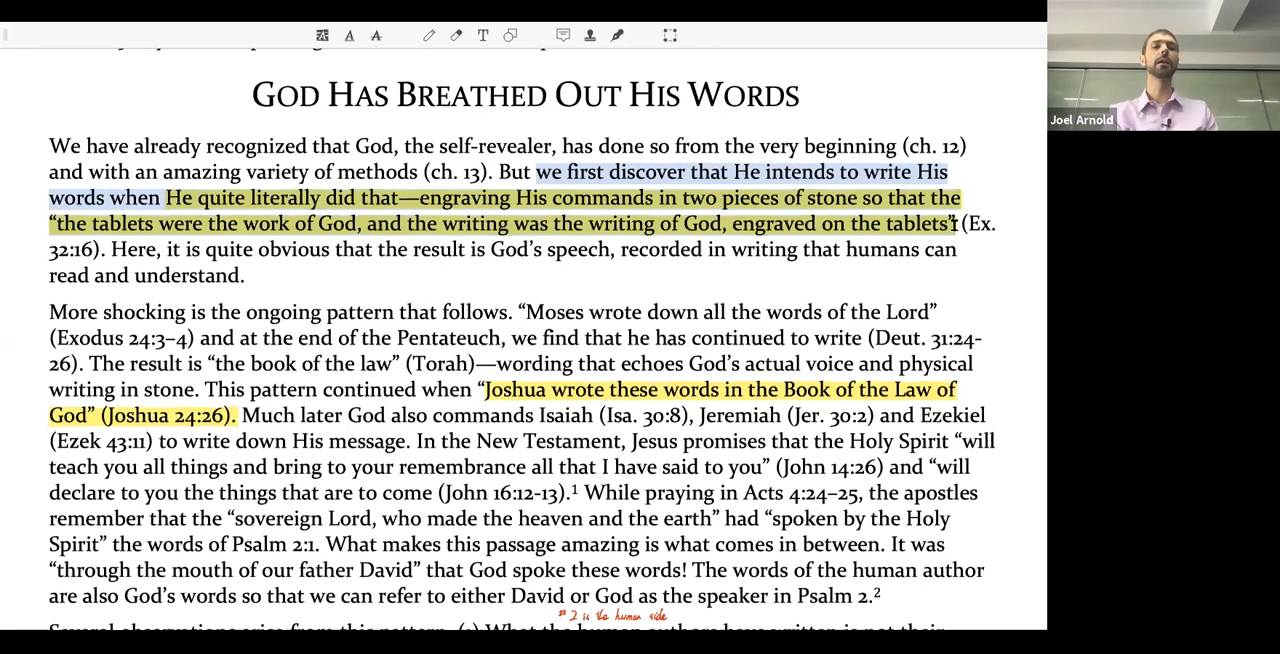 GOD HAS BREATHED OUT HIS WORDS
Joel Arnold
We have already recognized that God, the self-revealer, has done so from the very beginning (ch. 12)
and with an amazing variety of methods (ch. 13). But we first discover that He intends to write His
words when He quite literally did that—engraving His commands in two pieces of stone so that the
“the tablets were the work of God, and the writing was the writing of God, engraved on the tablets” (Ex.
32:16). Here, it is quite obvious that the result is God’s speech, recorded in writing that humans can
read and understand.
More shocking is the ongoing pattern that follows. “Moses wrote down all the words of the Lord”
(Exodus 24:3–4) and at the end of the Pentateuch, we find that he has continued to write (Deut. 31:24-
26). The result is “the book of the law” (Torah)—wording that echoes God’s actual voice and physical
writing in stone. This pattern continued when “Joshua wrote these words in the Book of the Law of
God” (Joshua 24:26). Much later God also commands Isaiah (Isa. 30:8), Jeremiah (Jer. 30:2) and Ezekiel
(Ezek 43:11) to write down His message. In the New Testament, Jesus promises that the Holy Spirit “will
teach you all things and bring to your remembrance all that I have said to you” (John 14:26) and “will
declare to you the things that are to come (John 16:12-13).¹ While praying in Acts 4:24–25, the apostles
remember that the “sovereign Lord, who made the heaven and the earth” had “spoken by the Holy
Spirit” the words of Psalm 2:1. What makes this passage amazing is what comes in between. It was
“through the mouth of our father David” that God spoke these words! The words of the human author
are also God’s words so that we can refer to either David or God as the speaker in Psalm 2.²
# 2 is the human side